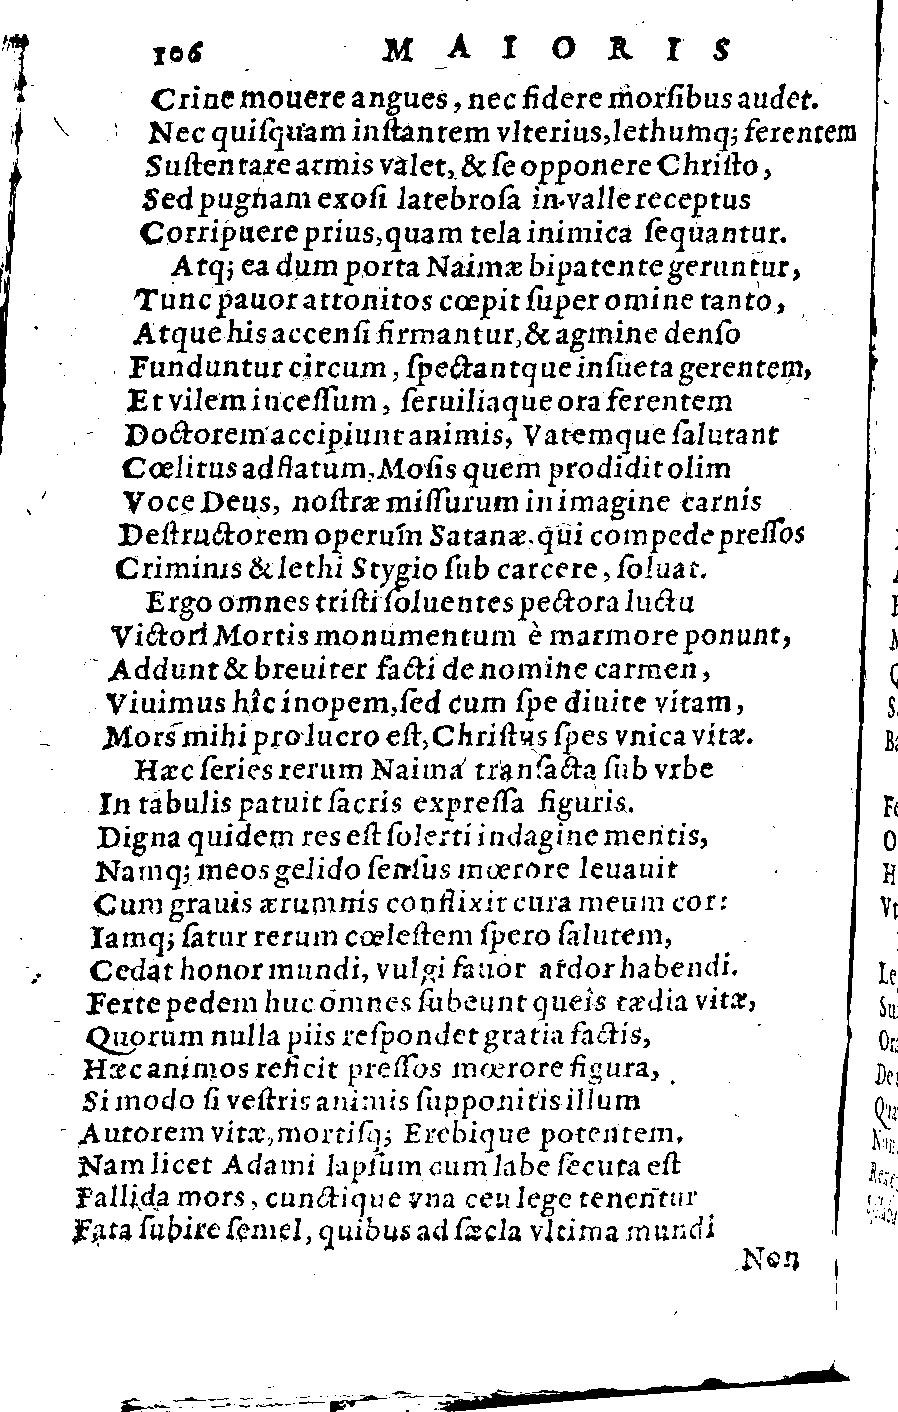 106 MAIORIS
Crine mouere angues, nec fidere morſibus audet.
Nec quiſquam inſtantem vlterius, lethumq; ferentem
Suſtentare armis valet, & ſe opponere Chriſto,
Sed pugnam exoſi latebroſa in valle receptus
Corripuere prius, quam tela inimica ſequantur.
Atq; ea dum porta Naimæ bipatente geruntur,
Tunc pauor attonitos cœpit ſuper omine tanto,
Atque his accenſi firmantur, & agmine denſo
Funduntur circum, ſpectantque inſueta gerentem,
Et vilem inceſſum, ſeruiliaque ora ferentem
Doctorem accipiunt animis, Vatemque ſalutant
Cœlitus adflatum, Moſis quem prodidit olim
Voce Deus, noſtræ miſſurum in imagine carnis
Deſtructorem operum Satanæ, qui compede preſſos
Criminis & lethi Stygio ſub carcere, ſoluat.
Ergo omnes triſti ſoluentes pectora luctu
Victori Mortis monumentum è marmore ponunt,
Addunt & breuiter facti de nomine carmen,
Viuimus hîc inopem, ſed cum ſpe diuite vitam,
Mors mihi pro lucro eſt, Chriſtus ſpes vnica vitæ.
Hæc ſeries rerum Naima tranſacta ſub vrbe
In tabulis patuit ſacris expreſſa figuris.
Digna quidem res eſt ſolerti indagine mentis,
Namq; meos gelido ſenſus mœrore leuauit
Cum grauis ærumnis conflixit cura meum cor:
Iamq; ſatur rerum cœleſtem ſpero ſalutem,
Cedat honor mundi, vulgi fauor ardor habendi.
Ferte pedem huc omnes ſubeunt queis tædia vitæ,
Quorum nulla piis reſpondet gratia factis,
Hæc animos reficit preſſos mœrore figura,
Si modo ſi veſtris animis ſupponitis illum
Autorem vitæ, mortiſq; Erebique potentem.
Nam licet Adami lapſum cum labe ſecuta eſt
Pallida mors, cunctique vna ceu lege tenentur
Fata ſubire ſemel, quibus ad ſæcla vltima mundi
Non